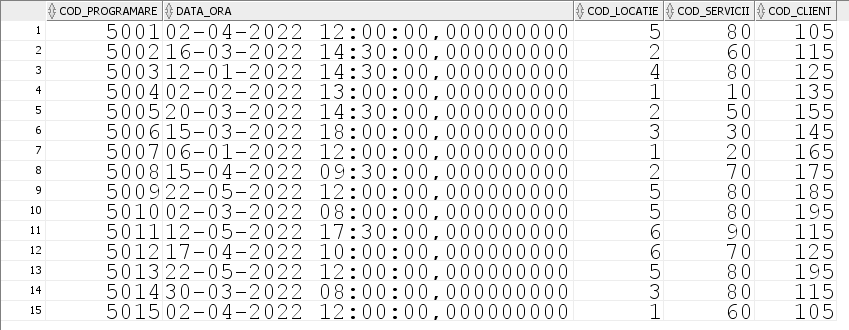 COD_PROGRAMARE DATA_ORA COD_LOCATIE COD_SERVICII COD_CLIENT
1 5001 02-04-2022 12:00:00,000000000 5 80 105
2 5002 16-03-2022 14:30:00,000000000 2 60 115
3 5003 12-01-2022 14:30:00,000000000 4 80 125
4 5004 02-02-2022 13:00:00,000000000 1 10 135
5 5005 20-03-2022 14:30:00,000000000 2 50 155
6 5006 15-03-2022 18:00:00,000000000 3 30 145
7 5007 06-01-2022 12:00:00,000000000 1 20 165
8 5008 15-04-2022 09:30:00,000000000 2 70 175
9 5009 22-05-2022 12:00:00,000000000 5 80 185
10 5010 02-03-2022 08:00:00,000000000 5 80 195
11 5011 12-05-2022 17:30:00,000000000 6 90 115
12 5012 17-04-2022 10:00:00,000000000 6 70 125
13 5013 22-05-2022 12:00:00,000000000 5 80 195
14 5014 30-03-2022 08:00:00,000000000 3 80 115
15 5015 02-04-2022 12:00:00,000000000 1 60 105